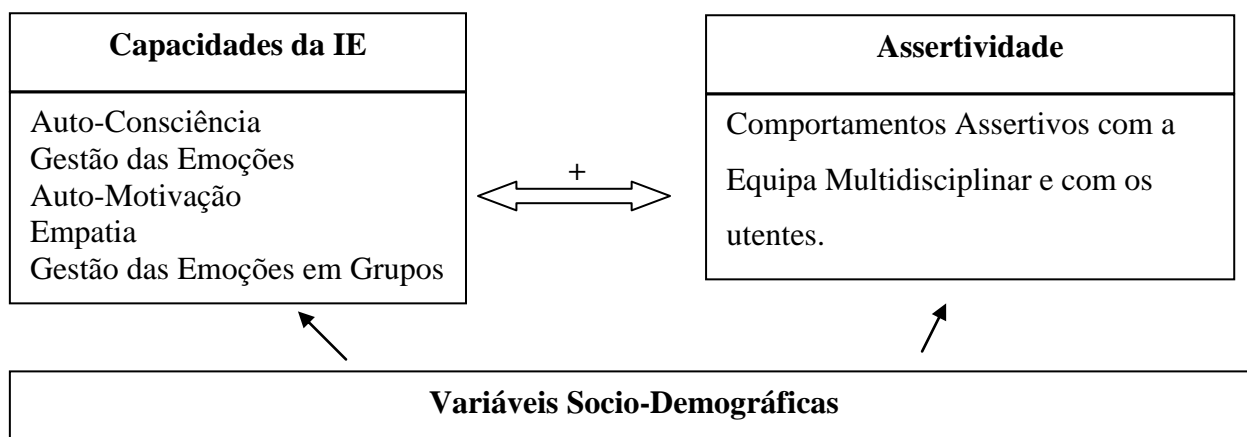 Capacidades da IE
Auto-Consciência
Gestão das Emoções
Auto-Motivação
Empatia
Gestão das Emoções em Grupos
+
Assertividade
Comportamentos Assertivos com a
Equipa Multidisciplinar e com os
utentes.
Variáveis Socio-Demográficas